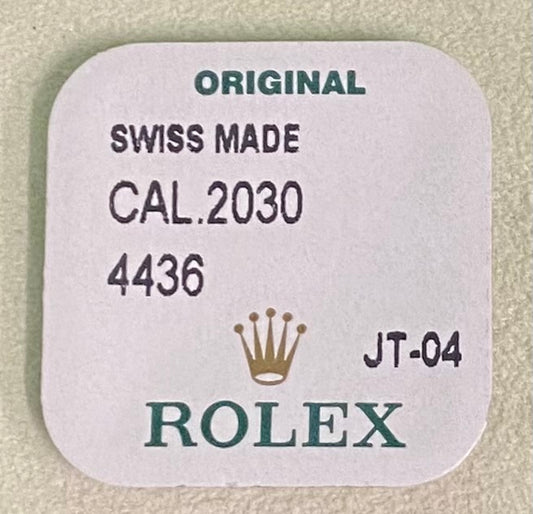 ORIGINAL
SWISS MADE
CAL.2030
4436
JT-04
ROLEX